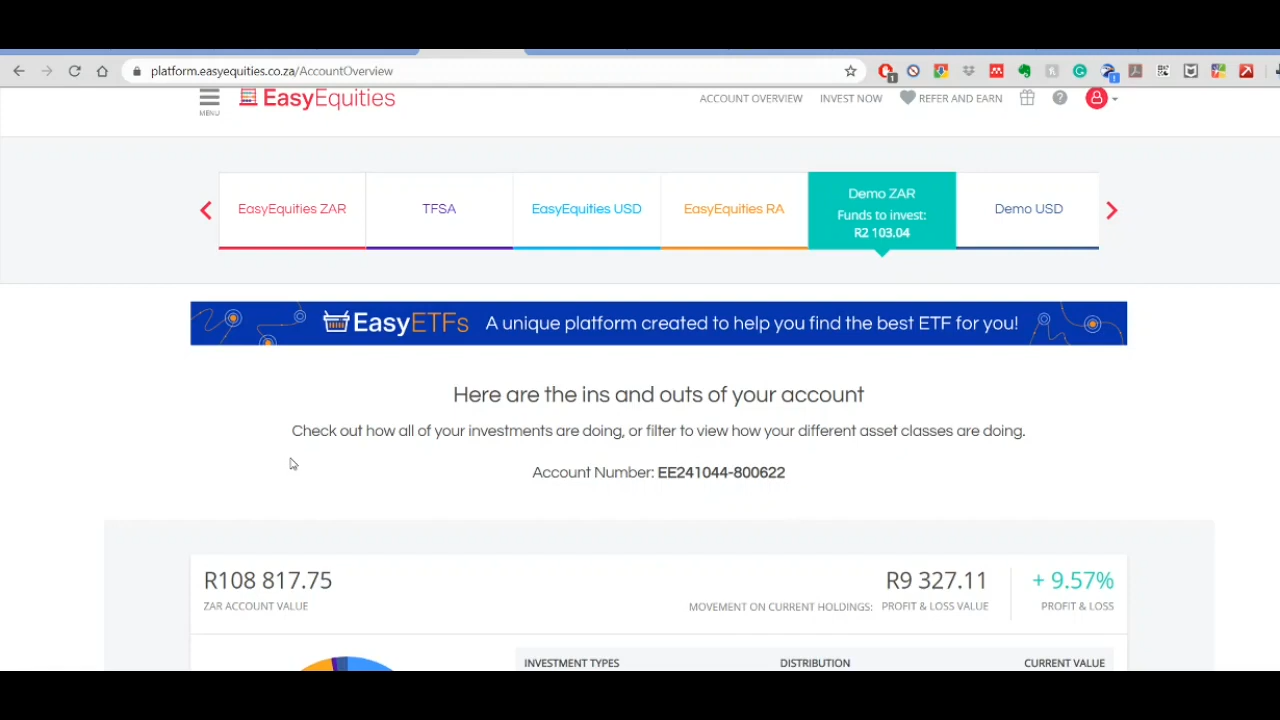 platform.easyequities.co.za/AccountOverview
1
1
MENU
EasyEquities
ACCOUNT OVERVIEW
INVEST NOW
REFER AND EARN
?
EasyEquities ZAR
TFSA
EasyEquities USD
EasyEquities RA
Demo ZAR
Funds to invest:
R2 103.04
Demo USD
EasyETFs A unique platform created to help you find the best ETF for you!
Here are the ins and outs of your account
Check out how all of your investments are doing, or filter to view how your different asset classes are doing.
Account Number: EE241044-800622
R108 817.75
ZAR ACCOUNT VALUE
MOVEMENT ON CURRENT HOLDINGS:
R9 327.11
PROFIT & LOSS VALUE
+ 9.57%
PROFIT & LOSS
INVESTMENT TYPES
DISTRIBUTION
CURRENT VALUE